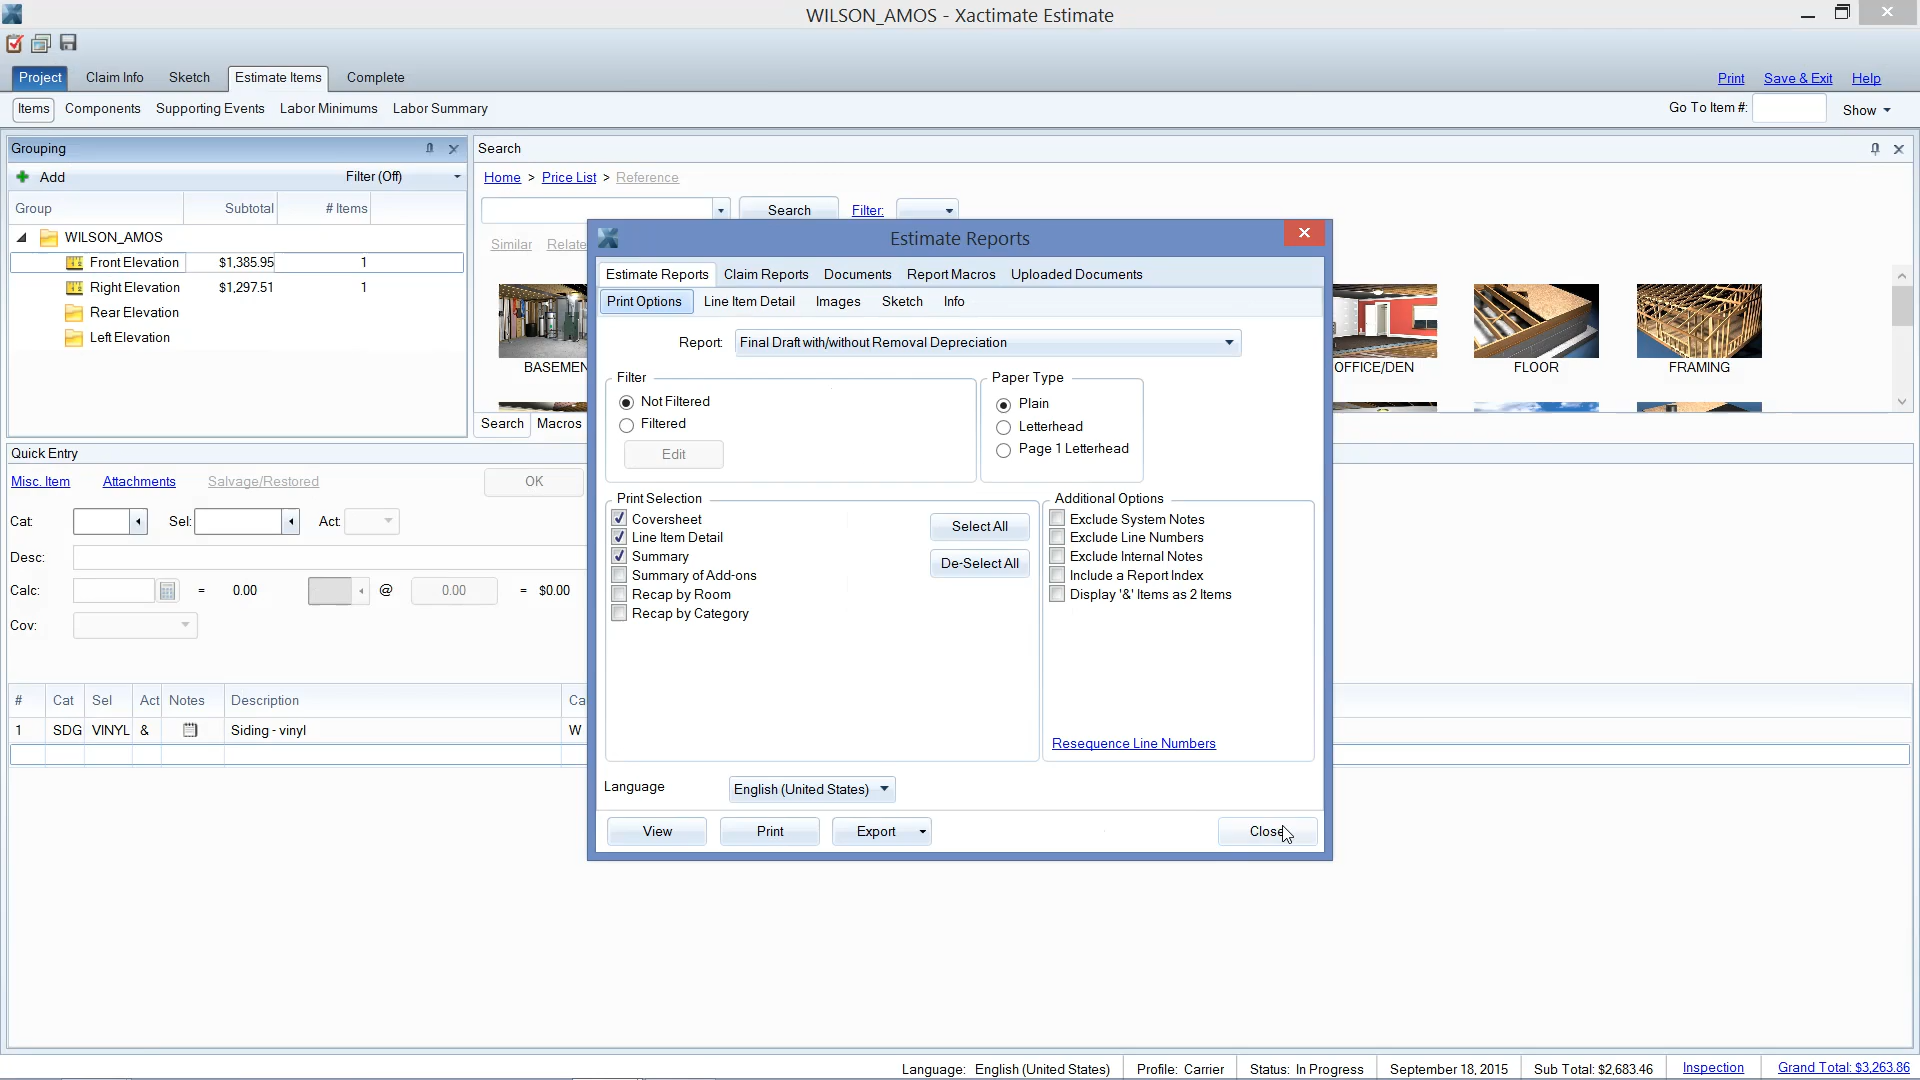 WILSON_AMOS - Xactimate Estimate
Project Claim Info Sketch Estimate Items Complete
Print Save & Exit Help
Items Components Supporting Events Labor Minimums Labor Summary
Go To Item #: Show
Grouping
Add Filter (Off)
Group Subtotal # Items
WILSON_AMOS
Front Elevation $1,385.95 1
Right Elevation $1,297.51 1
Rear Elevation
Left Elevation
Search
Home > Price List > Reference
Search Filter:
Similar Relate
BASEMEN
OFFICE/DEN FLOOR FRAMING
Search Macros
Quick Entry
Misc. Item Attachments Salvage/Restored OK
Cat: Sel: Act:
Desc:
Calc: = 0.00 @ 0.00 = $0.00
Cov:
# Cat Sel Act Notes Description Ca
1 SDG VINYL & Siding - vinyl W
Estimate Reports
Estimate Reports Claim Reports Documents Report Macros Uploaded Documents
Print Options Line Item Detail Images Sketch Info
Report: Final Draft with/without Removal Depreciation
Filter
Not Filtered
Filtered
Edit
Paper Type
Plain
Letterhead
Page 1 Letterhead
Print Selection
Coversheet
Line Item Detail
Summary
Summary of Add-ons
Recap by Room
Recap by Category
Select All
De-Select All
Additional Options
Exclude System Notes
Exclude Line Numbers
Exclude Internal Notes
Include a Report Index
Display '&' Items as 2 Items
Resequence Line Numbers
Language English (United States)
View Print Export Close
Language: English (United States) Profile: Carrier Status: In Progress September 18, 2015 Sub Total: $2,683.46 Inspection Grand Total: $3,263.86